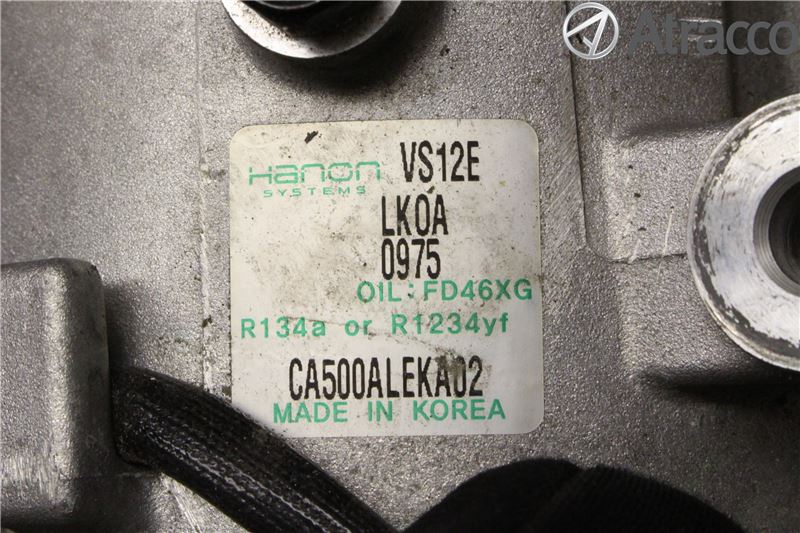 Atracco
Hanon VS12E
SYSTEMS
LK0A
0975
OIL: FD46XG
R134a or R1234yf
CA500ALEKA02
MADE IN KOREA